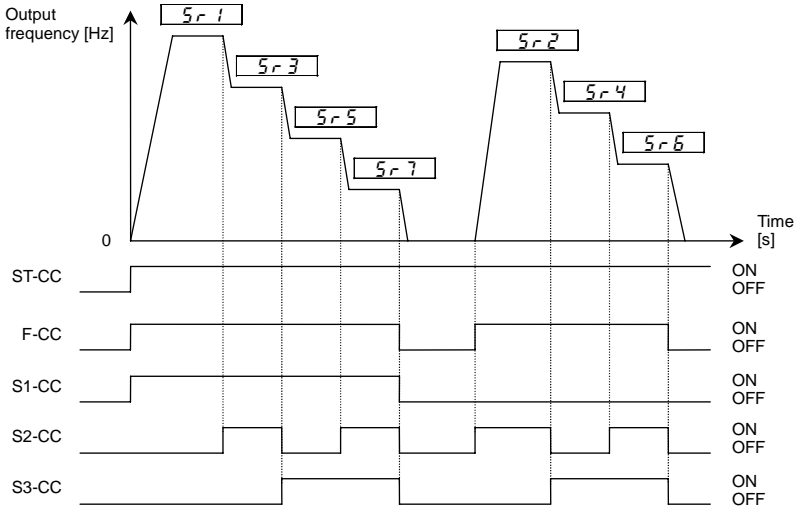 Output
frequency [Hz]
Sr1
Sr3
Sr5
Sr7
Sr2
Sr4
Sr6
0
Time
[s]
ST-CC
ON
OFF
F-CC
ON
OFF
S1-CC
ON
OFF
S2-CC
ON
OFF
S3-CC
ON
OFF